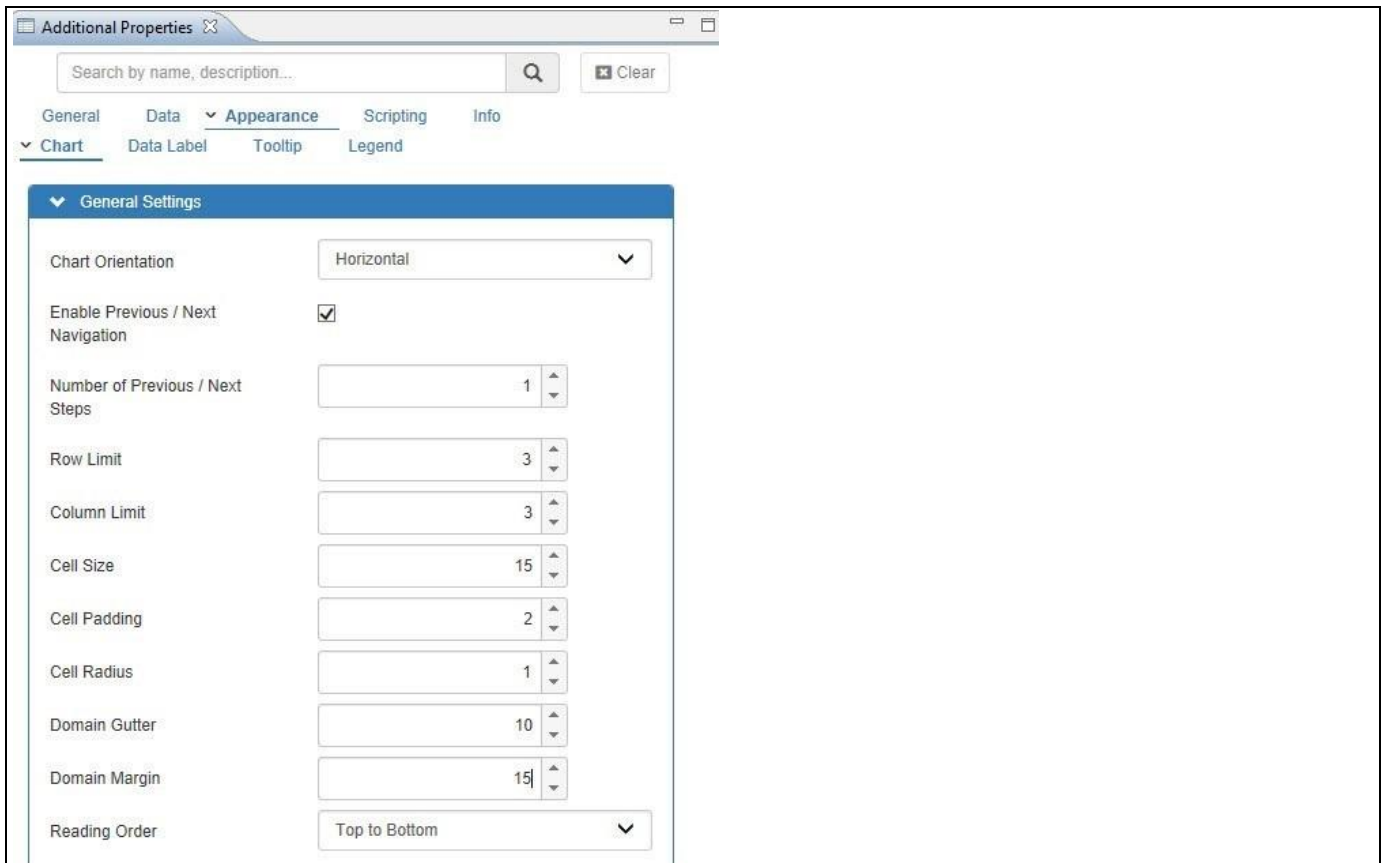 Additional Properties
Search by name, description...
Clear
General Data Appearance Scripting Info
Chart Data Label Tooltip Legend
General Settings
Chart Orientation Horizontal
Enable Previous / Next
Navigation
Number of Previous / Next
Steps 1
Row Limit 3
Column Limit 3
Cell Size 15
Cell Padding 2
Cell Radius 1
Domain Gutter 10
Domain Margin 15
Reading Order Top to Bottom